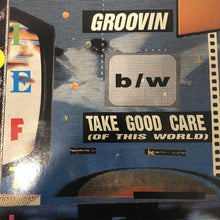 GROOVIN
b/w
TAKE GOOD CARE
(OF THIS WORLD)
I
E
F